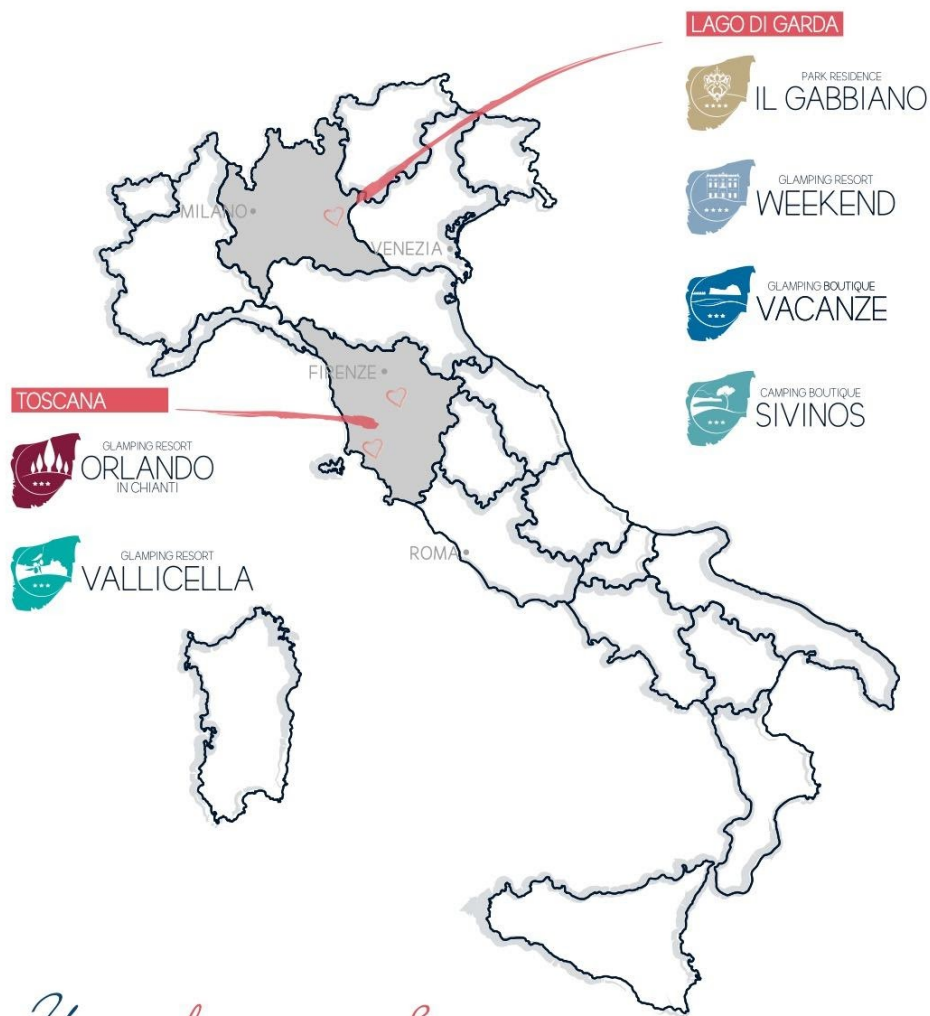 LAGO DI GARDA
PARK RESIDENCE
IL GABBIANO
GLAMPING RESORT
WEEKEND
GLAMPING BOUTIQUE
VACANZE
CAMPING BOUTIQUE
SIVINOS
MILANO
VENEZIA
FIRENZE
ROMA
TOSCANA
GLAMPING RESORT
ORLANDO
IN CHIANTI
GLAMPING RESORT
VALLICELLA